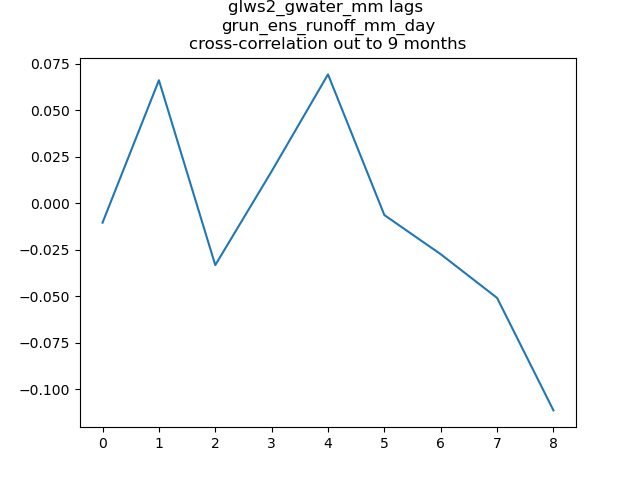 glws2_gwater_mm lags
grun_ens_runoff_mm_day
cross-correlation out to 9 months
0.075
0.050
0.025
0.000
−0.025
−0.050
−0.075
−0.100
0 1 2 3 4 5 6 7 8